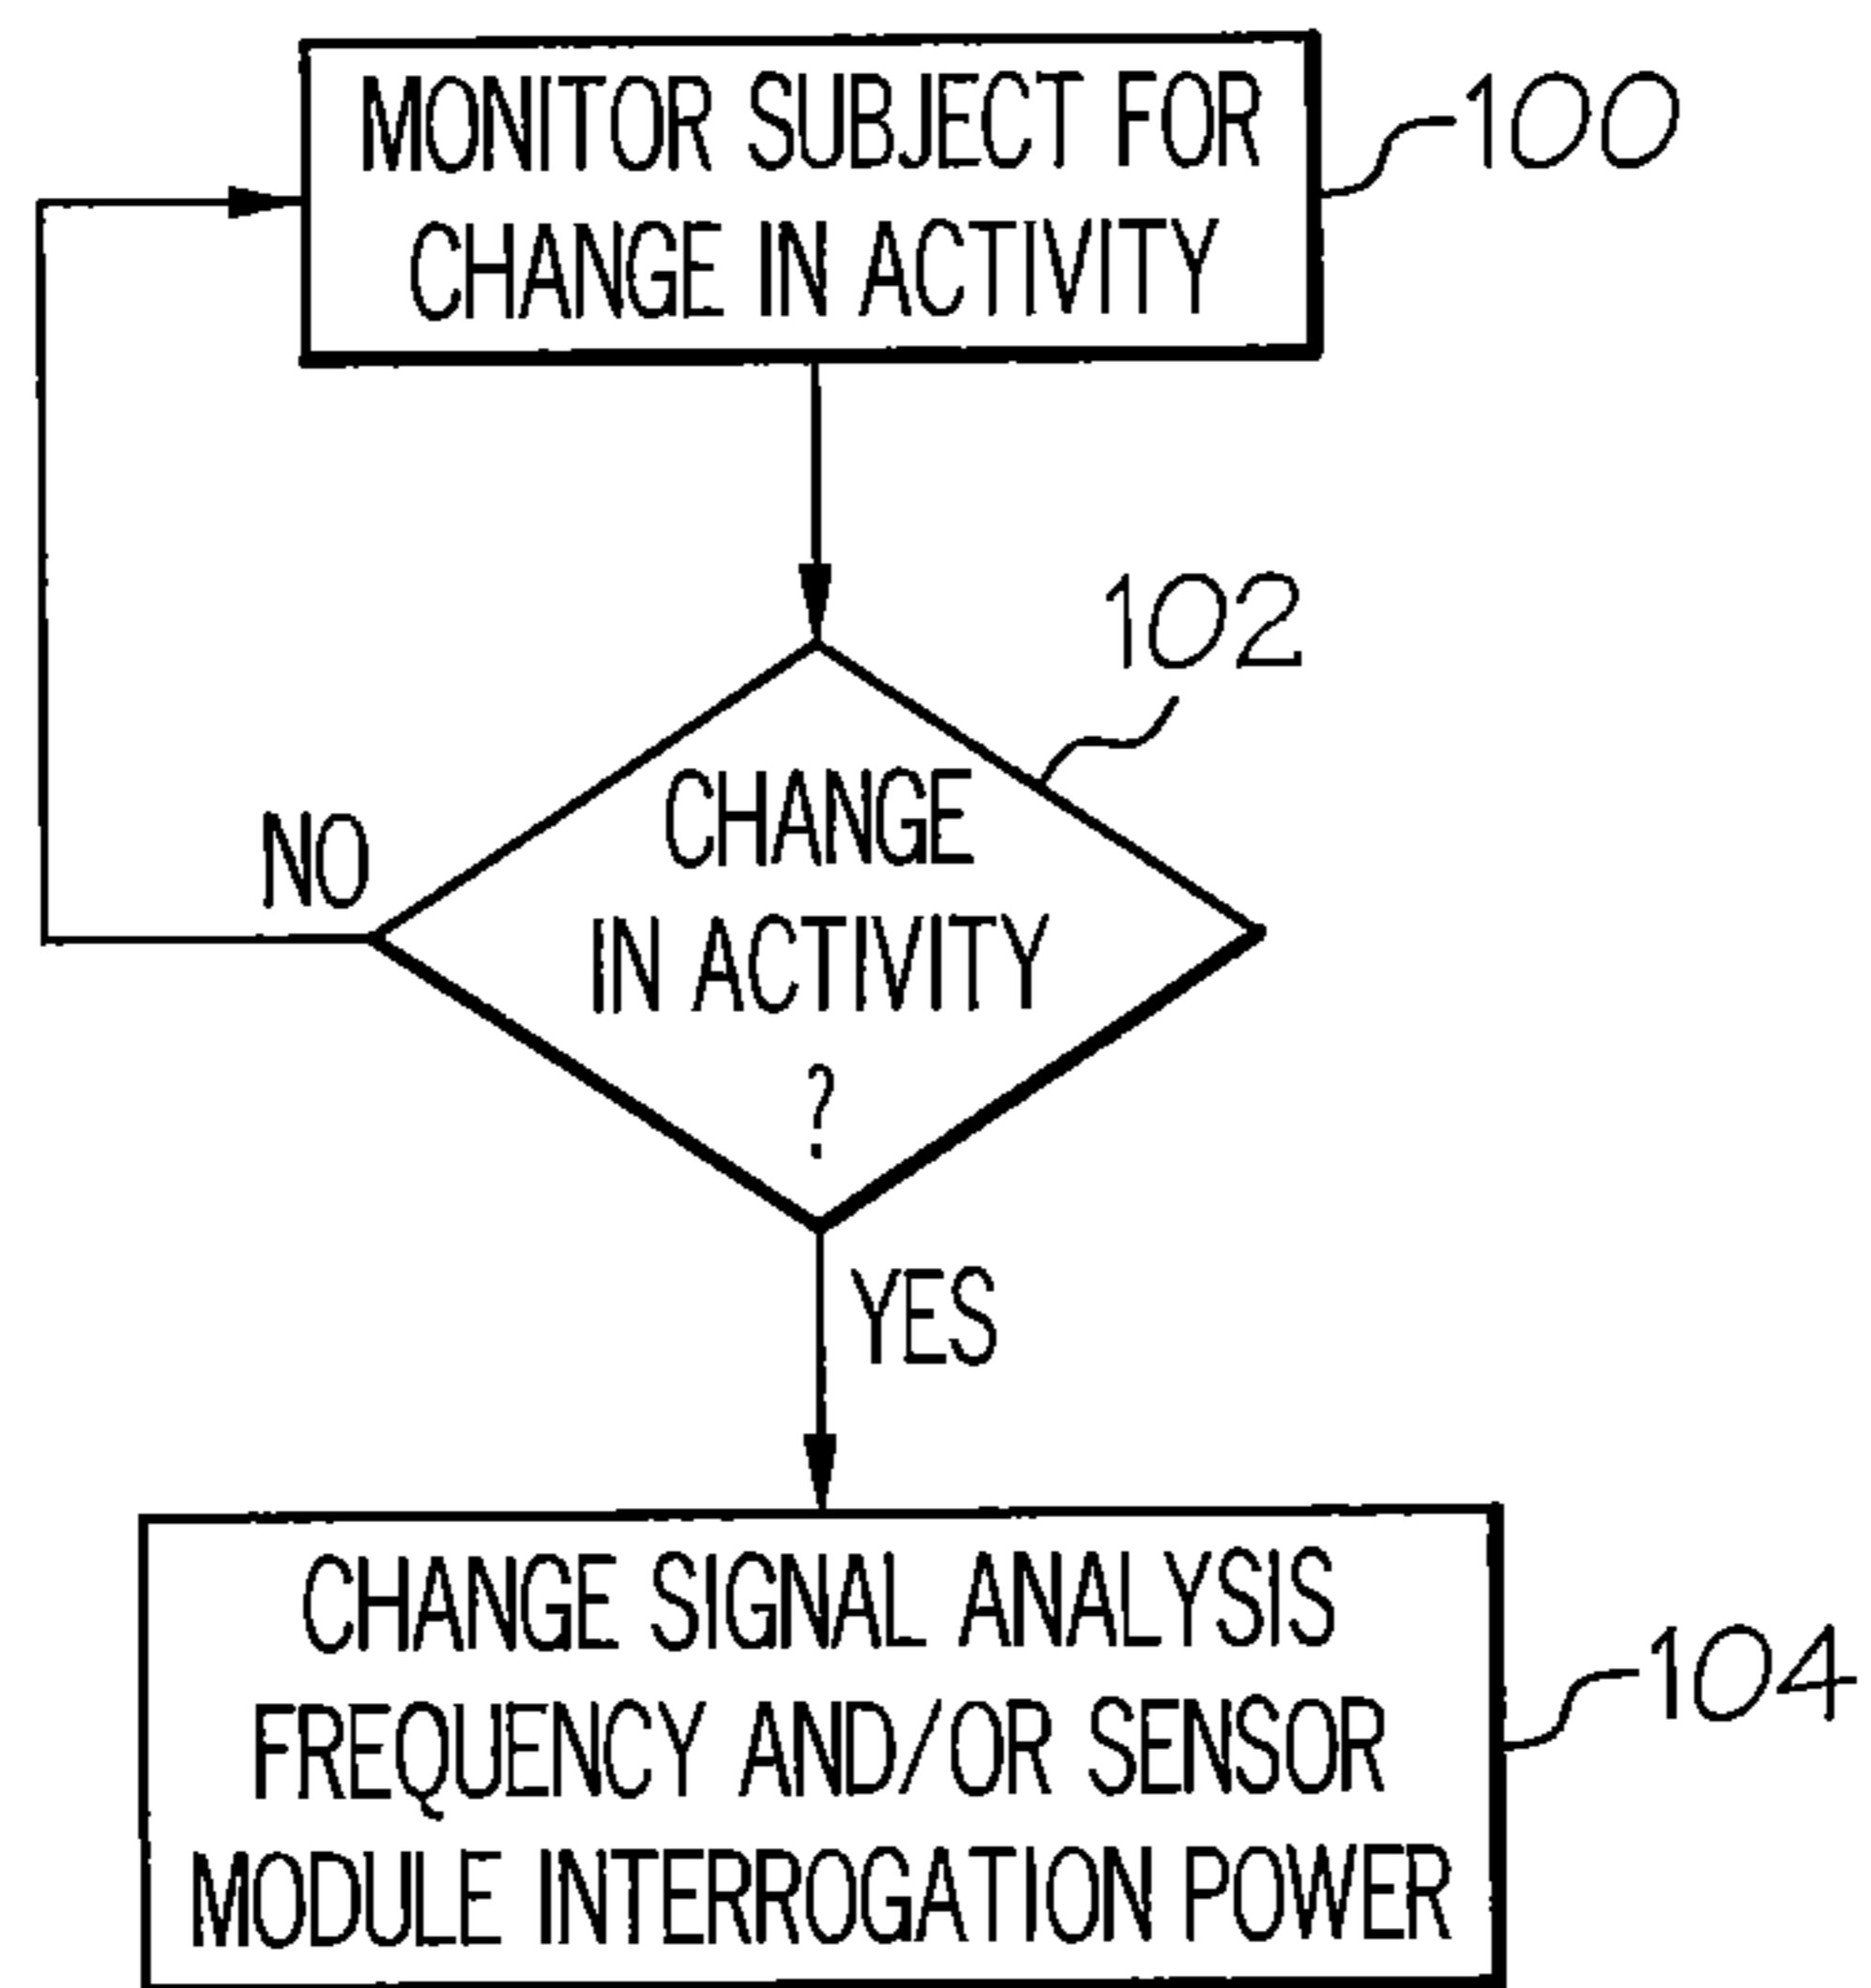 MONITOR SUBJECT FOR
CHANGE IN ACTIVITY
100
102
CHANGE
IN ACTIVITY
?
NO
YES
CHANGE SIGNAL ANALYSIS
FREQUENCY AND/OR SENSOR
MODULE INTERROGATION POWER
104